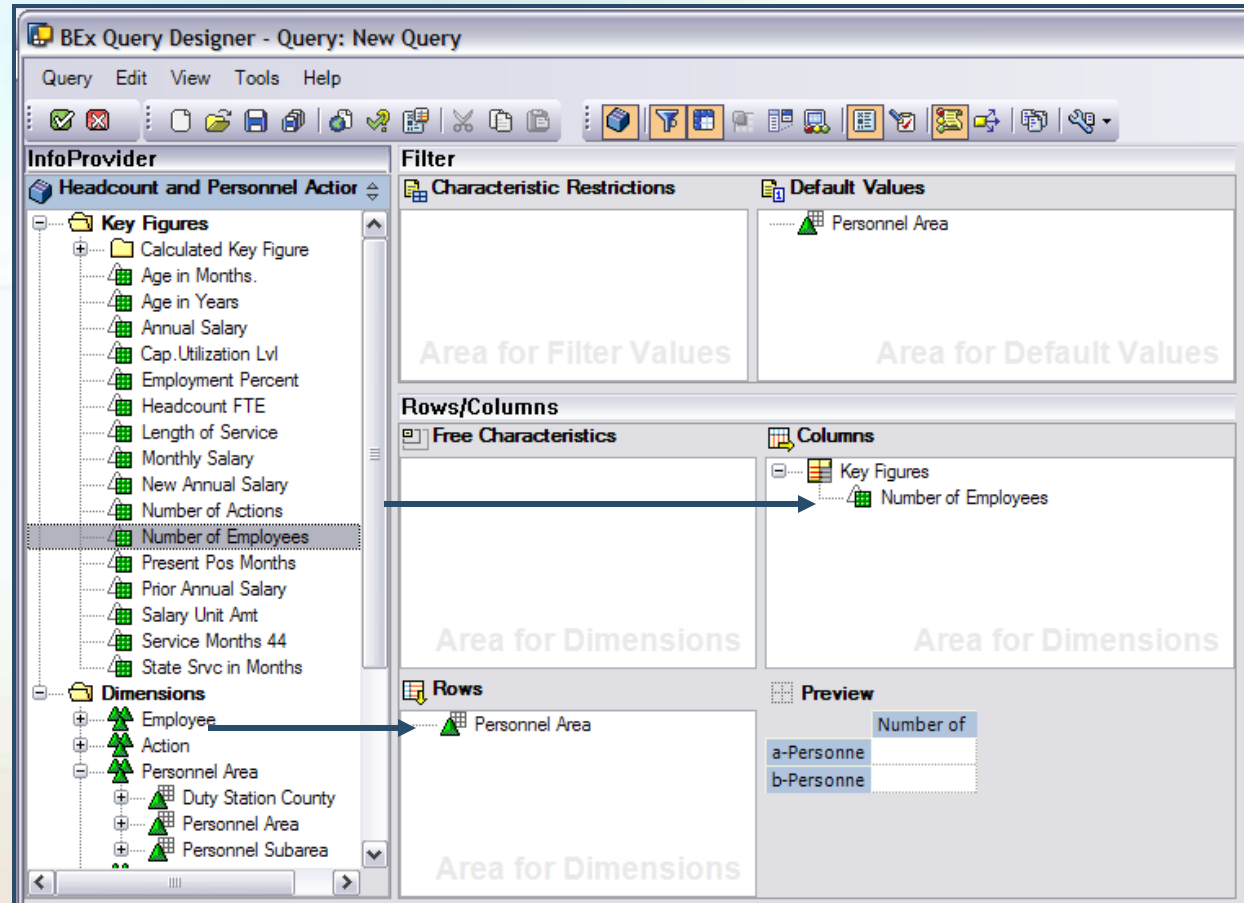 BEx Query Designer - Query: New Query
Query Edit View Tools Help
InfoProvider
Headcount and Personnel Action
Key Figures
Calculated Key Figure
Age in Months.
Age in Years
Annual Salary
Cap.Utilization Lvl
Employment Percent
Headcount FTE
Length of Service
Monthly Salary
New Annual Salary
Number of Actions
Number of Employees
Present Pos Months
Prior Annual Salary
Salary Unit Amt
Service Months 44
State Srvc in Months
Dimensions
Employee
Action
Personnel Area
Duty Station County
Personnel Area
Personnel Subarea
Filter
Characteristic Restrictions
Area for Filter Values
Default Values
Personnel Area
Area for Default Values
Rows/Columns
Free Characteristics
Area for Dimensions
Columns
Key Figures
Number of Employees
Area for Dimensions
Rows
Personnel Area
Area for Dimensions
Preview
Number of
a-Personne
b-Personne